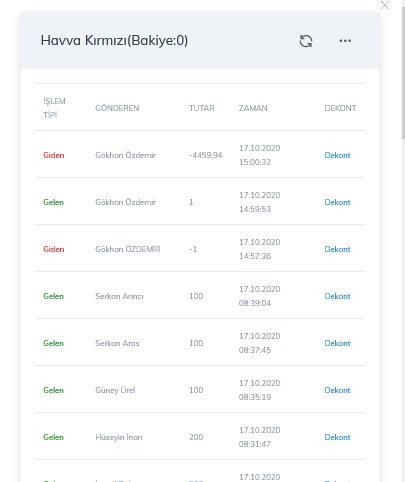 Havva Kırmızı(Bakiye:0)
İŞLEM TİPİ GÖNDEREN TUTAR ZAMAN DEKONT
Giden Gökhan Özdemir -4459,94 17.10.2020 15:00:32 Dekont
Gelen Gökhan Özdemir 1 17.10.2020 14:59:53 Dekont
Giden Gökhan ÖZDEMİR -1 17.10.2020 14:57:36 Dekont
Gelen Serkan Arıncı 100 17.10.2020 08:39:04 Dekont
Gelen Serkan Aras 100 17.10.2020 08:37:45 Dekont
Gelen Güney Ürel 100 17.10.2020 08:35:19 Dekont
Gelen Hüseyin İnan 200 17.10.2020 08:31:47 Dekont
17.10.2020